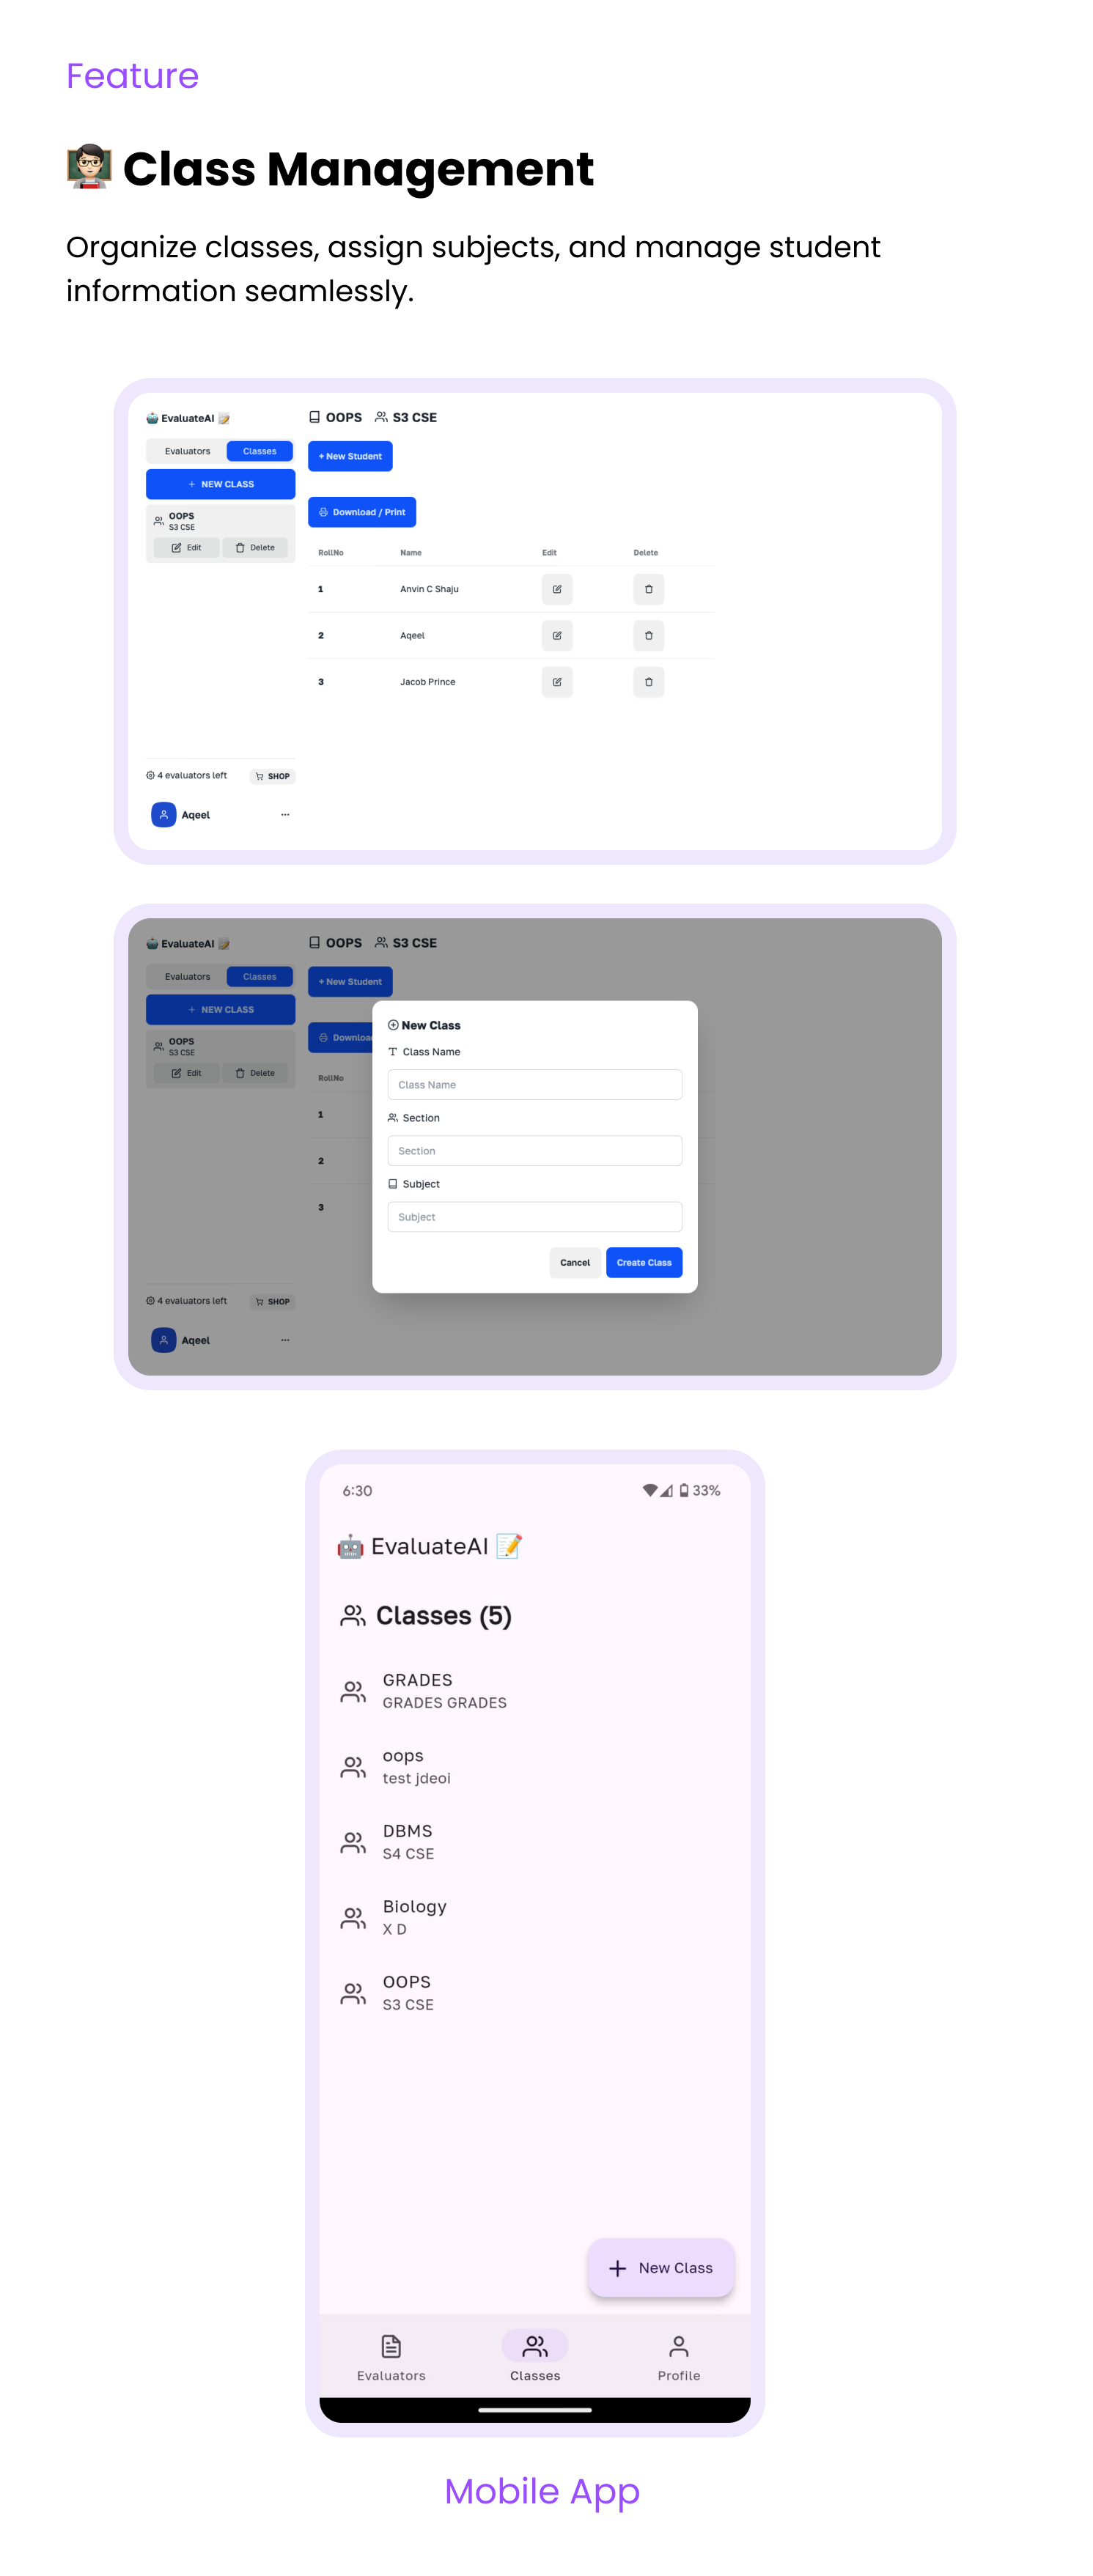 Feature
Class Management
Organize classes, assign subjects, and manage student
information seamlessly.
EvaluateAI
Evaluators Classes
+ NEW CLASS
OOPS
S3 CSE
Edit Delete
4 evaluators left SHOP
Aqeel ...
OOPS S3 CSE
+ New Student
Download / Print
RollNo Name Edit Delete
1 Anvin C Shaju
2 Aqeel
3 Jacob Prince
EvaluateAI
Evaluators Classes
+ NEW CLASS
OOPS
S3 CSE
Edit Delete
4 evaluators left SHOP
Aqeel ...
OOPS S3 CSE
+ New Student
Downloa
RollNo
1
2
3
New Class
Class Name
Class Name
Section
Section
Subject
Subject
Cancel Create Class
6:30 33%
EvaluateAI
Classes (5)
GRADES
GRADES GRADES
oops
test jdeoi
DBMS
S4 CSE
Biology
X D
OOPS
S3 CSE
+ New Class
Evaluators Classes Profile
Mobile App